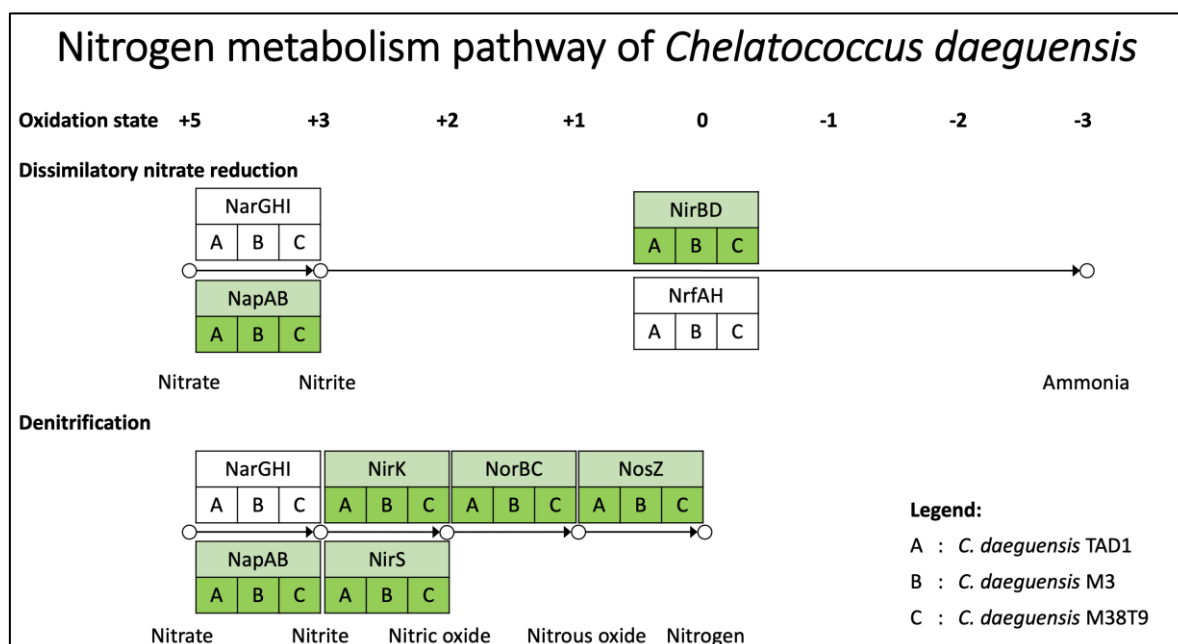 Nitrogen metabolism pathway of Chelatococcus daeguensis
Oxidation state +5 +3 +2 +1 0 -1 -2 -3
Dissimilatory nitrate reduction
NarGHI NirBD
A B C A B C
NapAB NrfAH
A B C A B C
Nitrate Nitrite Ammonia
Denitrification
NarGHI NirK NorBC NosZ
A B C A B C A B C A B C
NapAB NirS
A B C A B C
Nitrate Nitrite Nitric oxide Nitrous oxide Nitrogen
Legend:
A : C. daeguensis TAD1
B : C. daeguensis M3
C : C. daeguensis M38T9